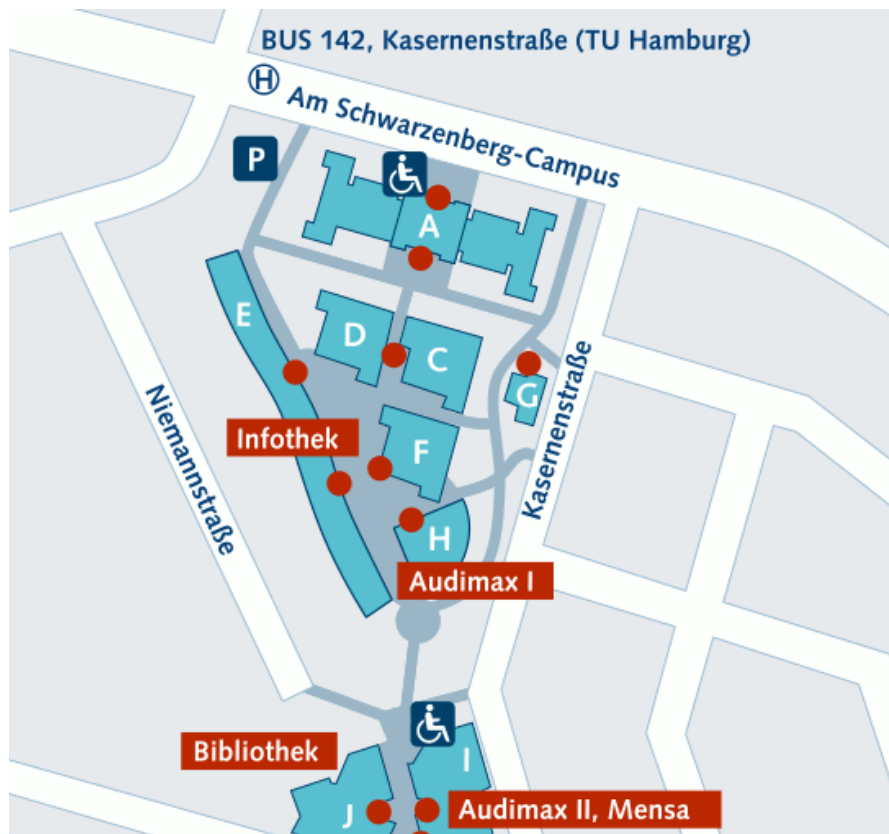 BUS 142, Kasernenstraße (TU Hamburg)
H
Am Schwarzenberg-Campus
P
A
E
D
C
G
Niemannstraße
Infothek
F
Kasernenstraße
H
Audimax I
Bibliothek
I
J
Audimax II, Mensa